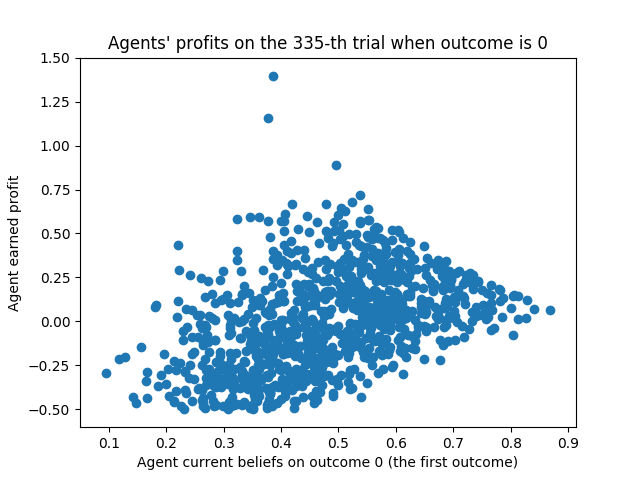 Agents' profits on the 335-th trial when outcome is 0
1.50
1.25
1.00
0.75
0.50
0.25
0.00
−0.25
−0.50
Agent earned profit
0.1 0.2 0.3 0.4 0.5 0.6 0.7 0.8 0.9
Agent current beliefs on outcome 0 (the first outcome)